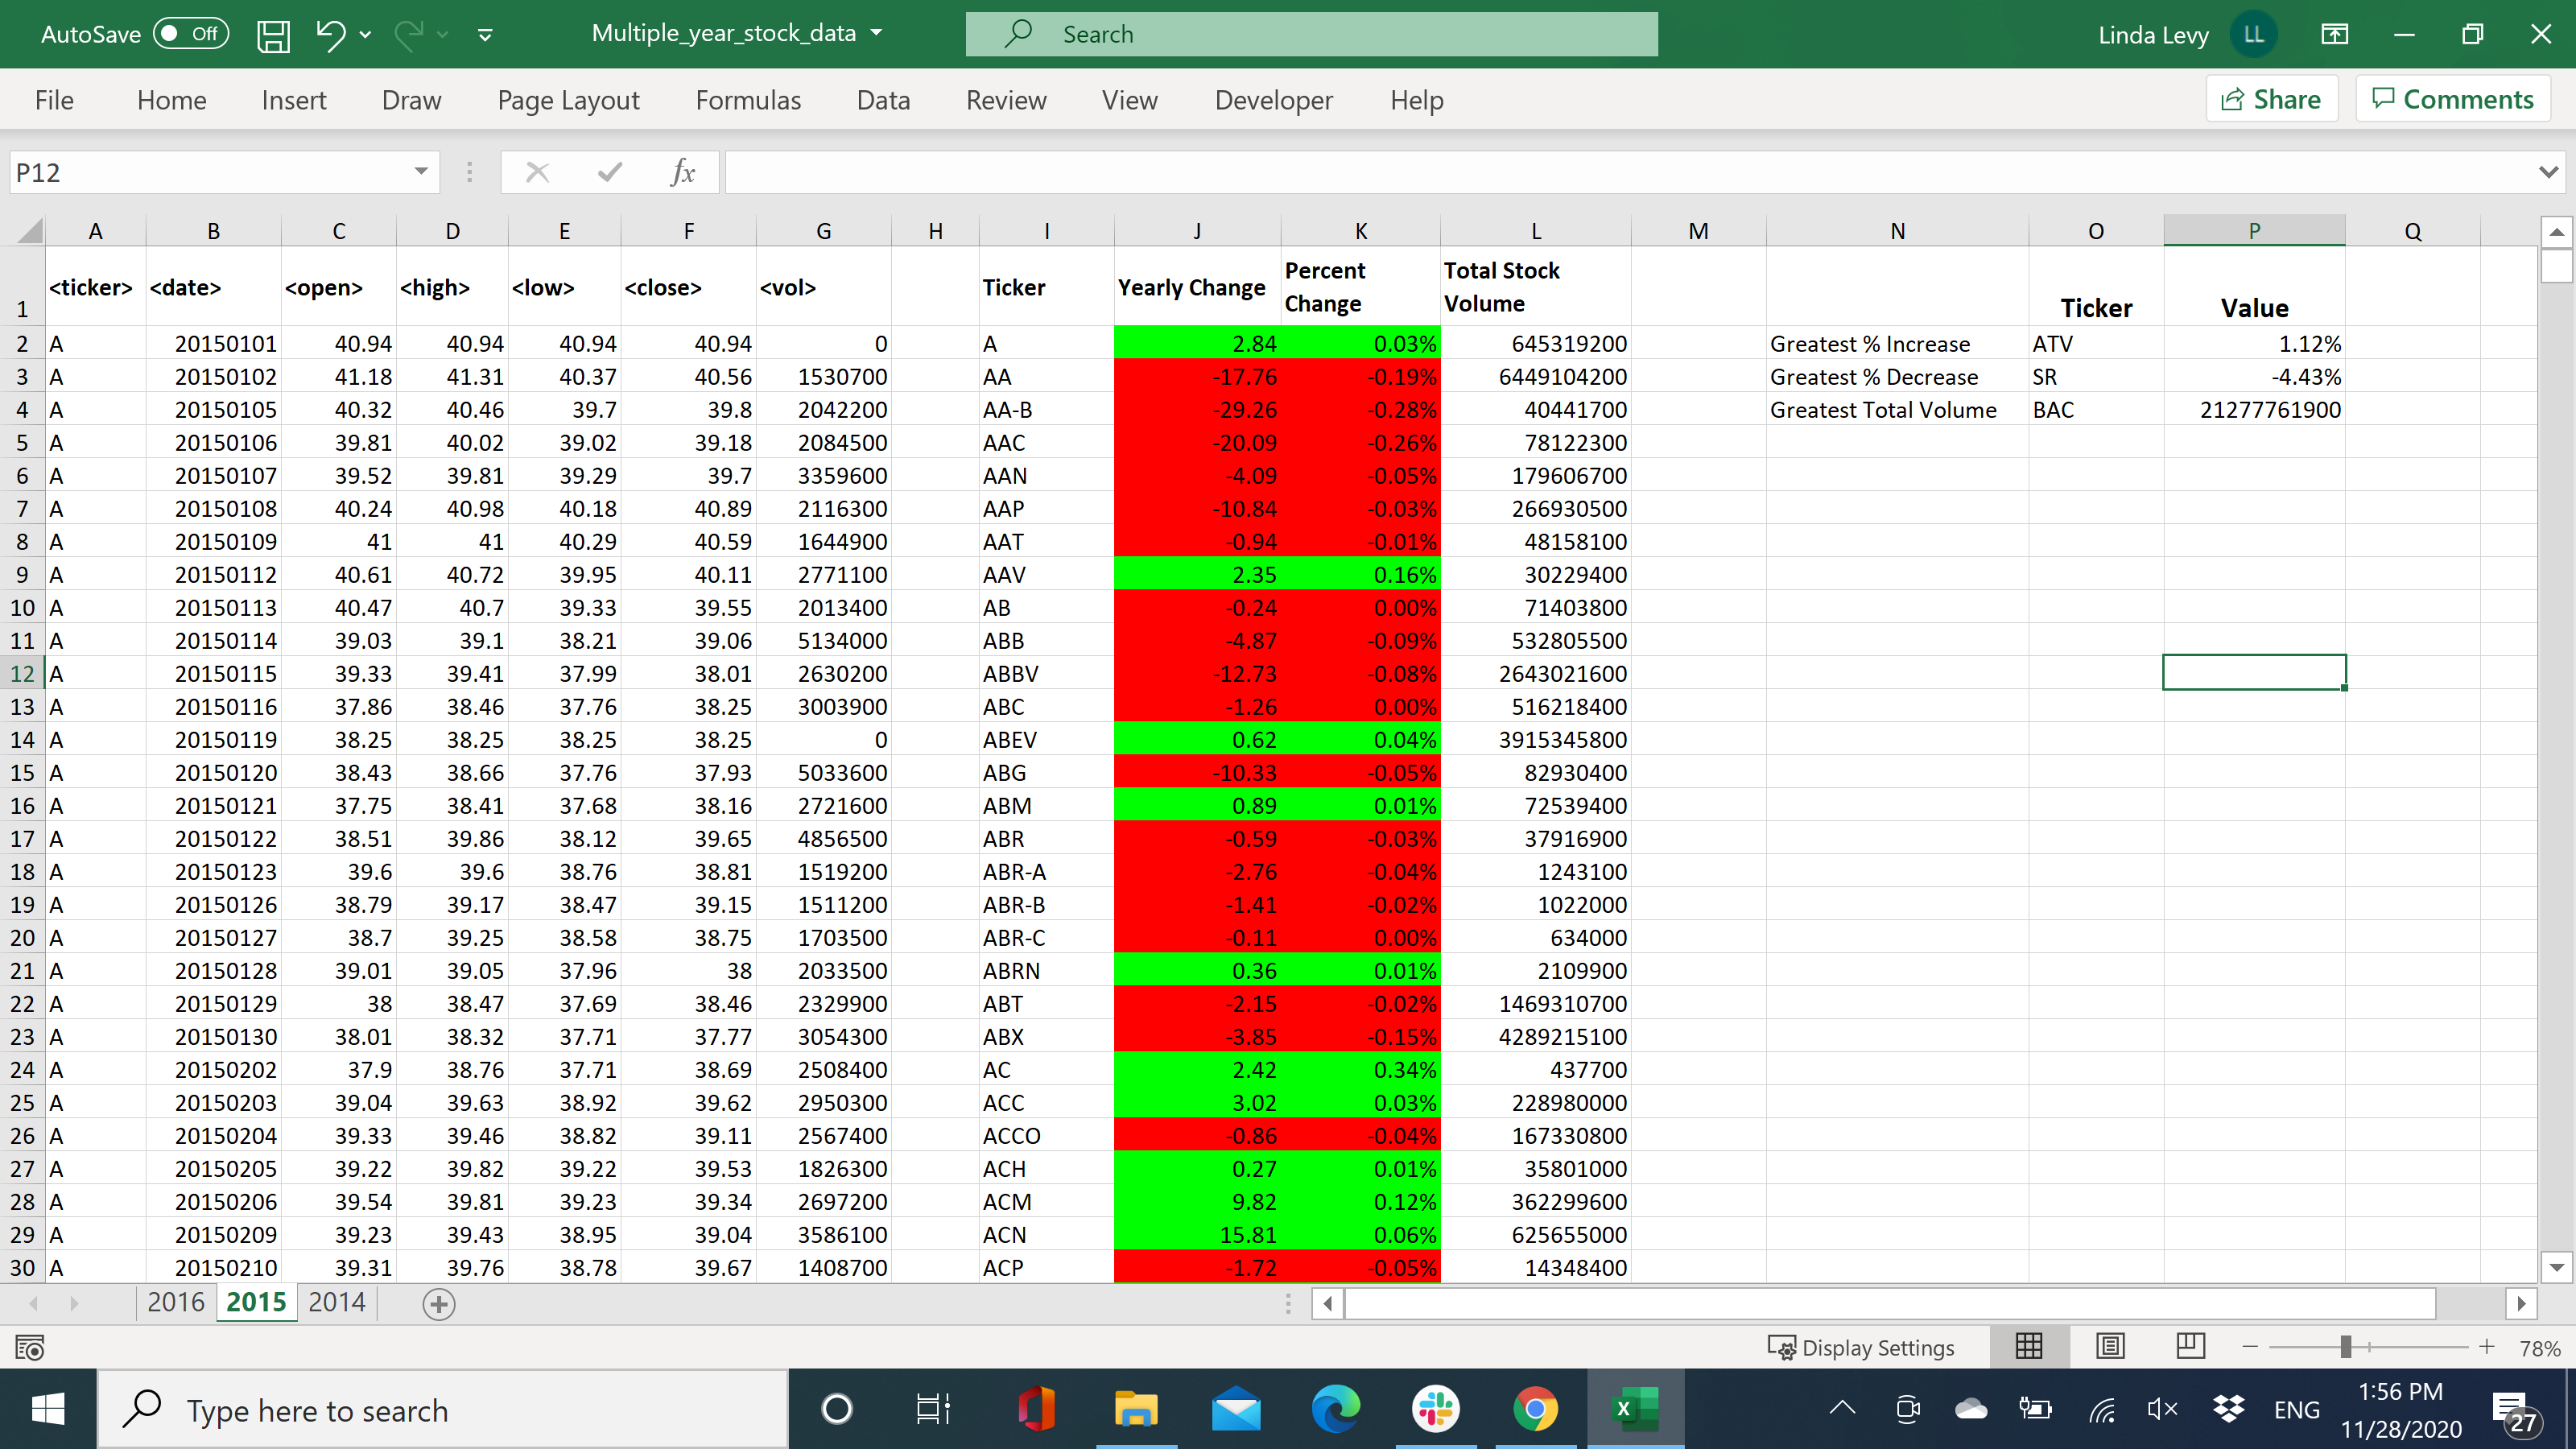 AutoSave Off Multiple_year_stock_data Search Linda Levy LL
File Home Insert Draw Page Layout Formulas Data Review View Developer Help Share Comments
P12 fx
A B C D E F G H I J K L M N O P Q
1 <ticker> <date> <open> <high> <low> <close> <vol> Ticker Yearly Change Percent Change Total Stock Volume Ticker Value
2 A 20150101 40.94 40.94 40.94 40.94 0 A 2.84 0.03% 645319200 Greatest % Increase ATV 1.12%
3 A 20150102 41.18 41.31 40.37 40.56 1530700 AA -17.76 -0.19% 6449104200 Greatest % Decrease SR -4.43%
4 A 20150105 40.32 40.46 39.7 39.8 2042200 AA-B -29.26 -0.28% 40441700 Greatest Total Volume BAC 21277761900
5 A 20150106 39.81 40.02 39.02 39.18 2084500 AAC -20.09 -0.26% 78122300
6 A 20150107 39.52 39.81 39.29 39.7 3359600 AAN -4.09 -0.05% 179606700
7 A 20150108 40.24 40.98 40.18 40.89 2116300 AAP -10.84 -0.03% 266930500
8 A 20150109 41 41 40.29 40.59 1644900 AAT -0.94 -0.01% 48158100
9 A 20150112 40.61 40.72 39.95 40.11 2771100 AAV 2.35 0.16% 30229400
10 A 20150113 40.47 40.7 39.33 39.55 2013400 AB -0.24 0.00% 71403800
11 A 20150114 39.03 39.1 38.21 39.06 5134000 ABB -4.87 -0.09% 532805500
12 A 20150115 39.33 39.41 37.99 38.01 2630200 ABBV -12.73 -0.08% 2643021600
13 A 20150116 37.86 38.46 37.76 38.25 3003900 ABC -1.26 0.00% 516218400
14 A 20150119 38.25 38.25 38.25 38.25 0 ABEV 0.62 0.04% 3915345800
15 A 20150120 38.43 38.66 37.76 37.93 5033600 ABG -10.33 -0.05% 82930400
16 A 20150121 37.75 38.41 37.68 38.16 2721600 ABM 0.89 0.01% 72539400
17 A 20150122 38.51 39.86 38.12 39.65 4856500 ABR -0.59 -0.03% 37916900
18 A 20150123 39.6 39.6 38.76 38.81 1519200 ABR-A -2.76 -0.04% 1243100
19 A 20150126 38.79 39.17 38.47 39.15 1511200 ABR-B -1.41 -0.02% 1022000
20 A 20150127 38.7 39.25 38.58 38.75 1703500 ABR-C -0.11 0.00% 634000
21 A 20150128 39.01 39.05 37.96 38 2033500 ABRN 0.36 0.01% 2109900
22 A 20150129 38 38.47 37.69 38.46 2329900 ABT -2.15 -0.02% 1469310700
23 A 20150130 38.01 38.32 37.71 37.77 3054300 ABX -3.85 -0.15% 4289215100
24 A 20150202 37.9 38.76 37.71 38.69 2508400 AC 2.42 0.34% 437700
25 A 20150203 39.04 39.63 38.92 39.62 2950300 ACC 3.02 0.03% 228980000
26 A 20150204 39.33 39.46 38.82 39.11 2567400 ACCO -0.86 -0.04% 167330800
27 A 20150205 39.22 39.82 39.22 39.53 1826300 ACH 0.27 0.01% 35801000
28 A 20150206 39.54 39.81 39.23 39.34 2697200 ACM 9.82 0.12% 362299600
29 A 20150209 39.23 39.43 38.95 39.04 3586100 ACN 15.81 0.06% 625655000
30 A 20150210 39.31 39.76 38.78 39.67 1408700 ACP -1.72 -0.05% 14348400
2016 2015 2014
Display Settings 78%
Type here to search ENG 1:56 PM
11/28/2020 27